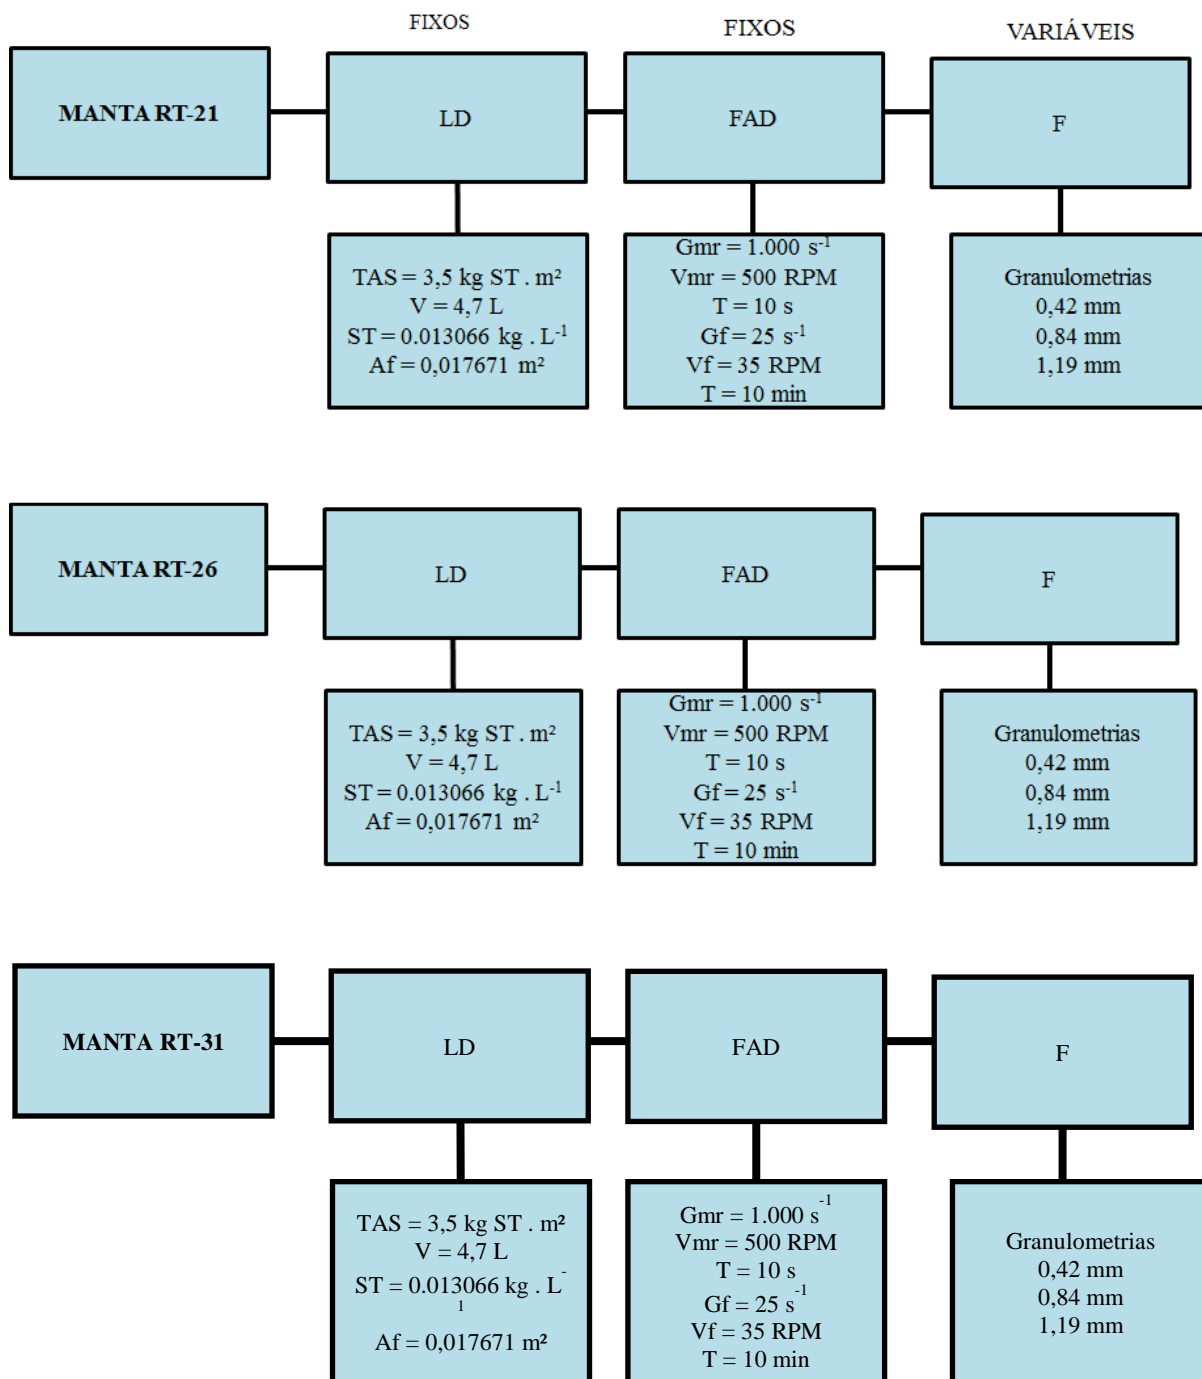 FIXOS
FIXOS
VARIÁVEIS
MANTA RT-21
LD
FAD
F
TAS = 3,5 kg ST . m²
V = 4,7 L
ST = 0.013066 kg . L⁻¹
Af = 0,017671 m²
Gmr = 1.000 s⁻¹
Vmr = 500 RPM
T = 10 s
Gf = 25 s⁻¹
Vf = 35 RPM
T = 10 min
Granulometrias
0,42 mm
0,84 mm
1,19 mm
MANTA RT-26
LD
FAD
F
TAS = 3,5 kg ST . m²
V = 4,7 L
ST = 0.013066 kg . L⁻¹
Af = 0,017671 m²
Gmr = 1.000 s⁻¹
Vmr = 500 RPM
T = 10 s
Gf = 25 s⁻¹
Vf = 35 RPM
T = 10 min
Granulometrias
0,42 mm
0,84 mm
1,19 mm
MANTA RT-31
LD
FAD
F
TAS = 3,5 kg ST . m²
V = 4,7 L
ST = 0.013066 kg . L⁻
¹
Af = 0,017671 m²
Gmr = 1.000 s⁻¹
Vmr = 500 RPM
T = 10 s
Gf = 25 s⁻¹
Vf = 35 RPM
T = 10 min
Granulometrias
0,42 mm
0,84 mm
1,19 mm